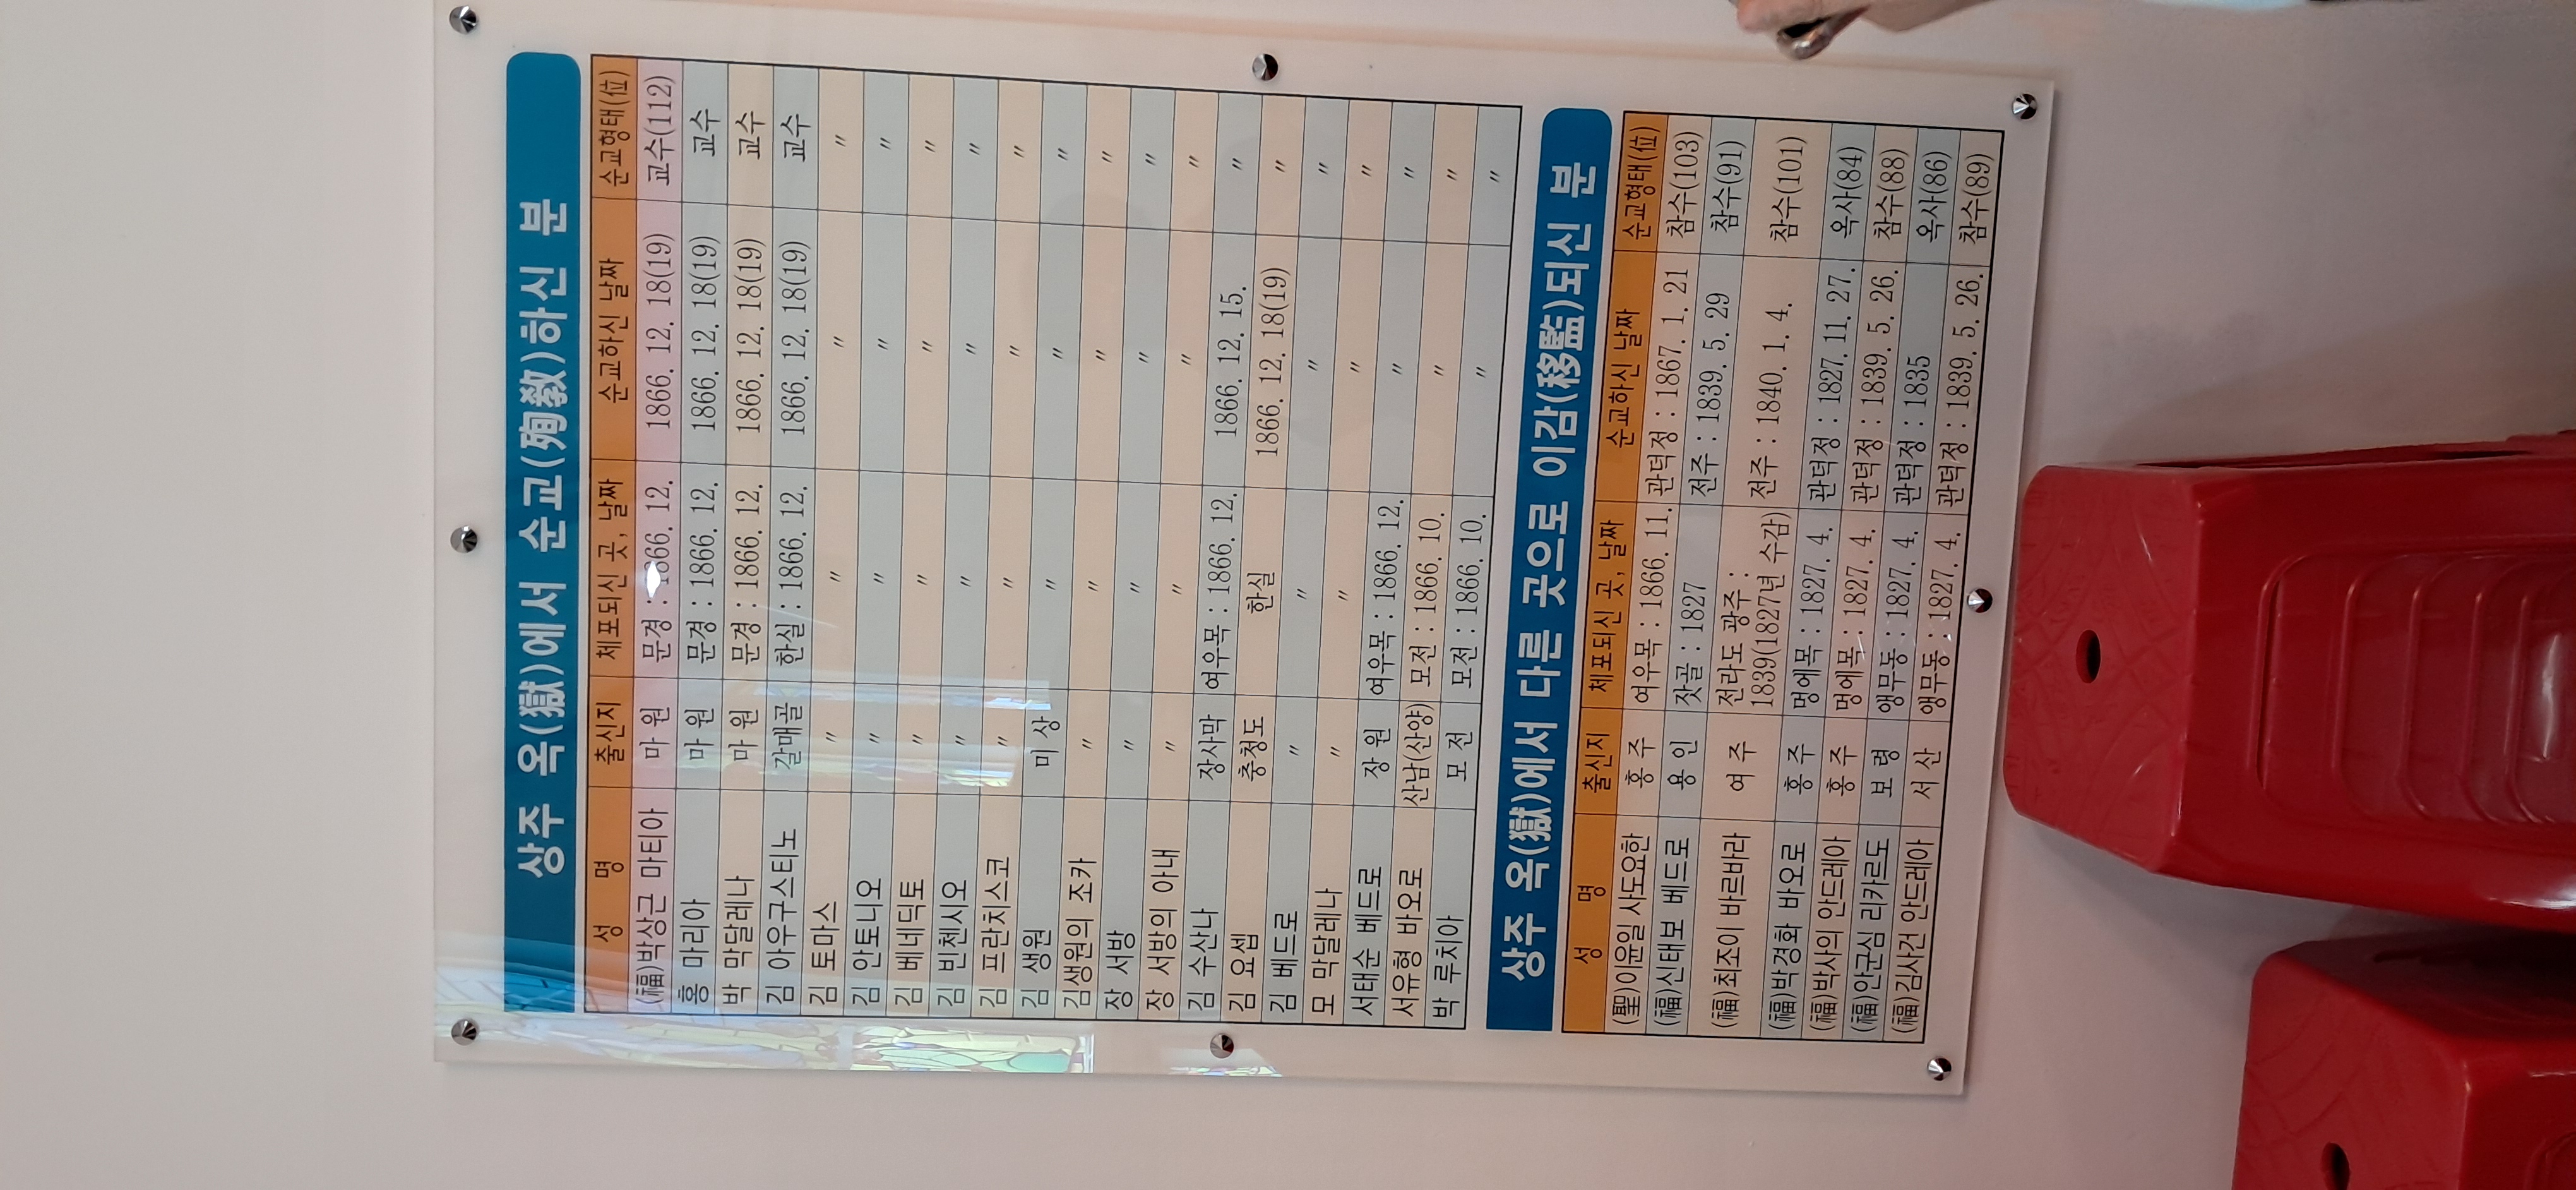 상주 옥(獄)에서 순교(殉敎)하신 분
성 명 출신지 체포되신 곳, 날짜 순교하신 날짜 순교형태(位)
(福)박상근 마티아 마 원 문경 : 1866. 12. 1866. 12. 18(19) 교수(112)
홍 마리아 마 원 문경 : 1866. 12. 1866. 12. 18(19) 교수
박 막달레나 마 원 문경 : 1866. 12. 1866. 12. 18(19) 교수
김 아우구스티노 갈매골 한실 : 1866. 12. 1866. 12. 18(19) 교수
김 토마스 〃 〃 〃 〃
김 안토니오 〃 〃 〃 〃
김 베네딕토 〃 〃 〃 〃
김 빈첸시오 〃 〃 〃 〃
김 프란치스코 〃 〃 〃 〃
김 생원 미 상 〃 〃 〃
김생원의 조카 〃 〃 〃 〃
장 서방 〃 〃 〃 〃
장 서방의 아내 〃 〃 〃 〃
김 수산나 장사막 여우목 : 1866. 12. 1866. 12. 15. 〃
김 요셉 충청도 한실 1866. 12. 18(19) 〃
김 베드로 〃 〃 〃 〃
모 막달레나 〃 〃 〃 〃
서태순 베드로 장 원 여우목 : 1866. 12. 〃 〃
서유형 바오로 산남(산양) 모전 : 1866. 10. 〃 〃
박 루치아 모 전 모전 : 1866. 10. 〃 〃
상주 옥(獄)에서 다른 곳으로 이감(移監)되신 분
성 명 출신지 체포되신 곳, 날짜 순교하신 날짜 순교형태(位)
(聖)이윤일 사도요한 홍 주 여우목 : 1866. 11. 관덕정 : 1867. 1. 21 참수(103)
(福)신태보 베드로 용 인 잣골 : 1827 전주 : 1839. 5. 29 참수(91)
(福)최조이 바르바라 여 주 전라도 광주 :
1839(1827년 수감) 전주 : 1840. 1. 4. 참수(101)
(福)박경화 바오로 홍 주 멍에목 : 1827. 4. 관덕정 : 1827. 11. 27. 옥사(84)
(福)박사의 안드레아 홍 주 멍에목 : 1827. 4. 관덕정 : 1839. 5. 26. 참수(88)
(福)안군심 리카르도 보 령 앵무동 : 1827. 4. 관덕정 : 1835 옥사(86)
(福)김사건 안드레아 서 산 앵무동 : 1827. 4. 관덕정 : 1839. 5. 26. 참수(89)